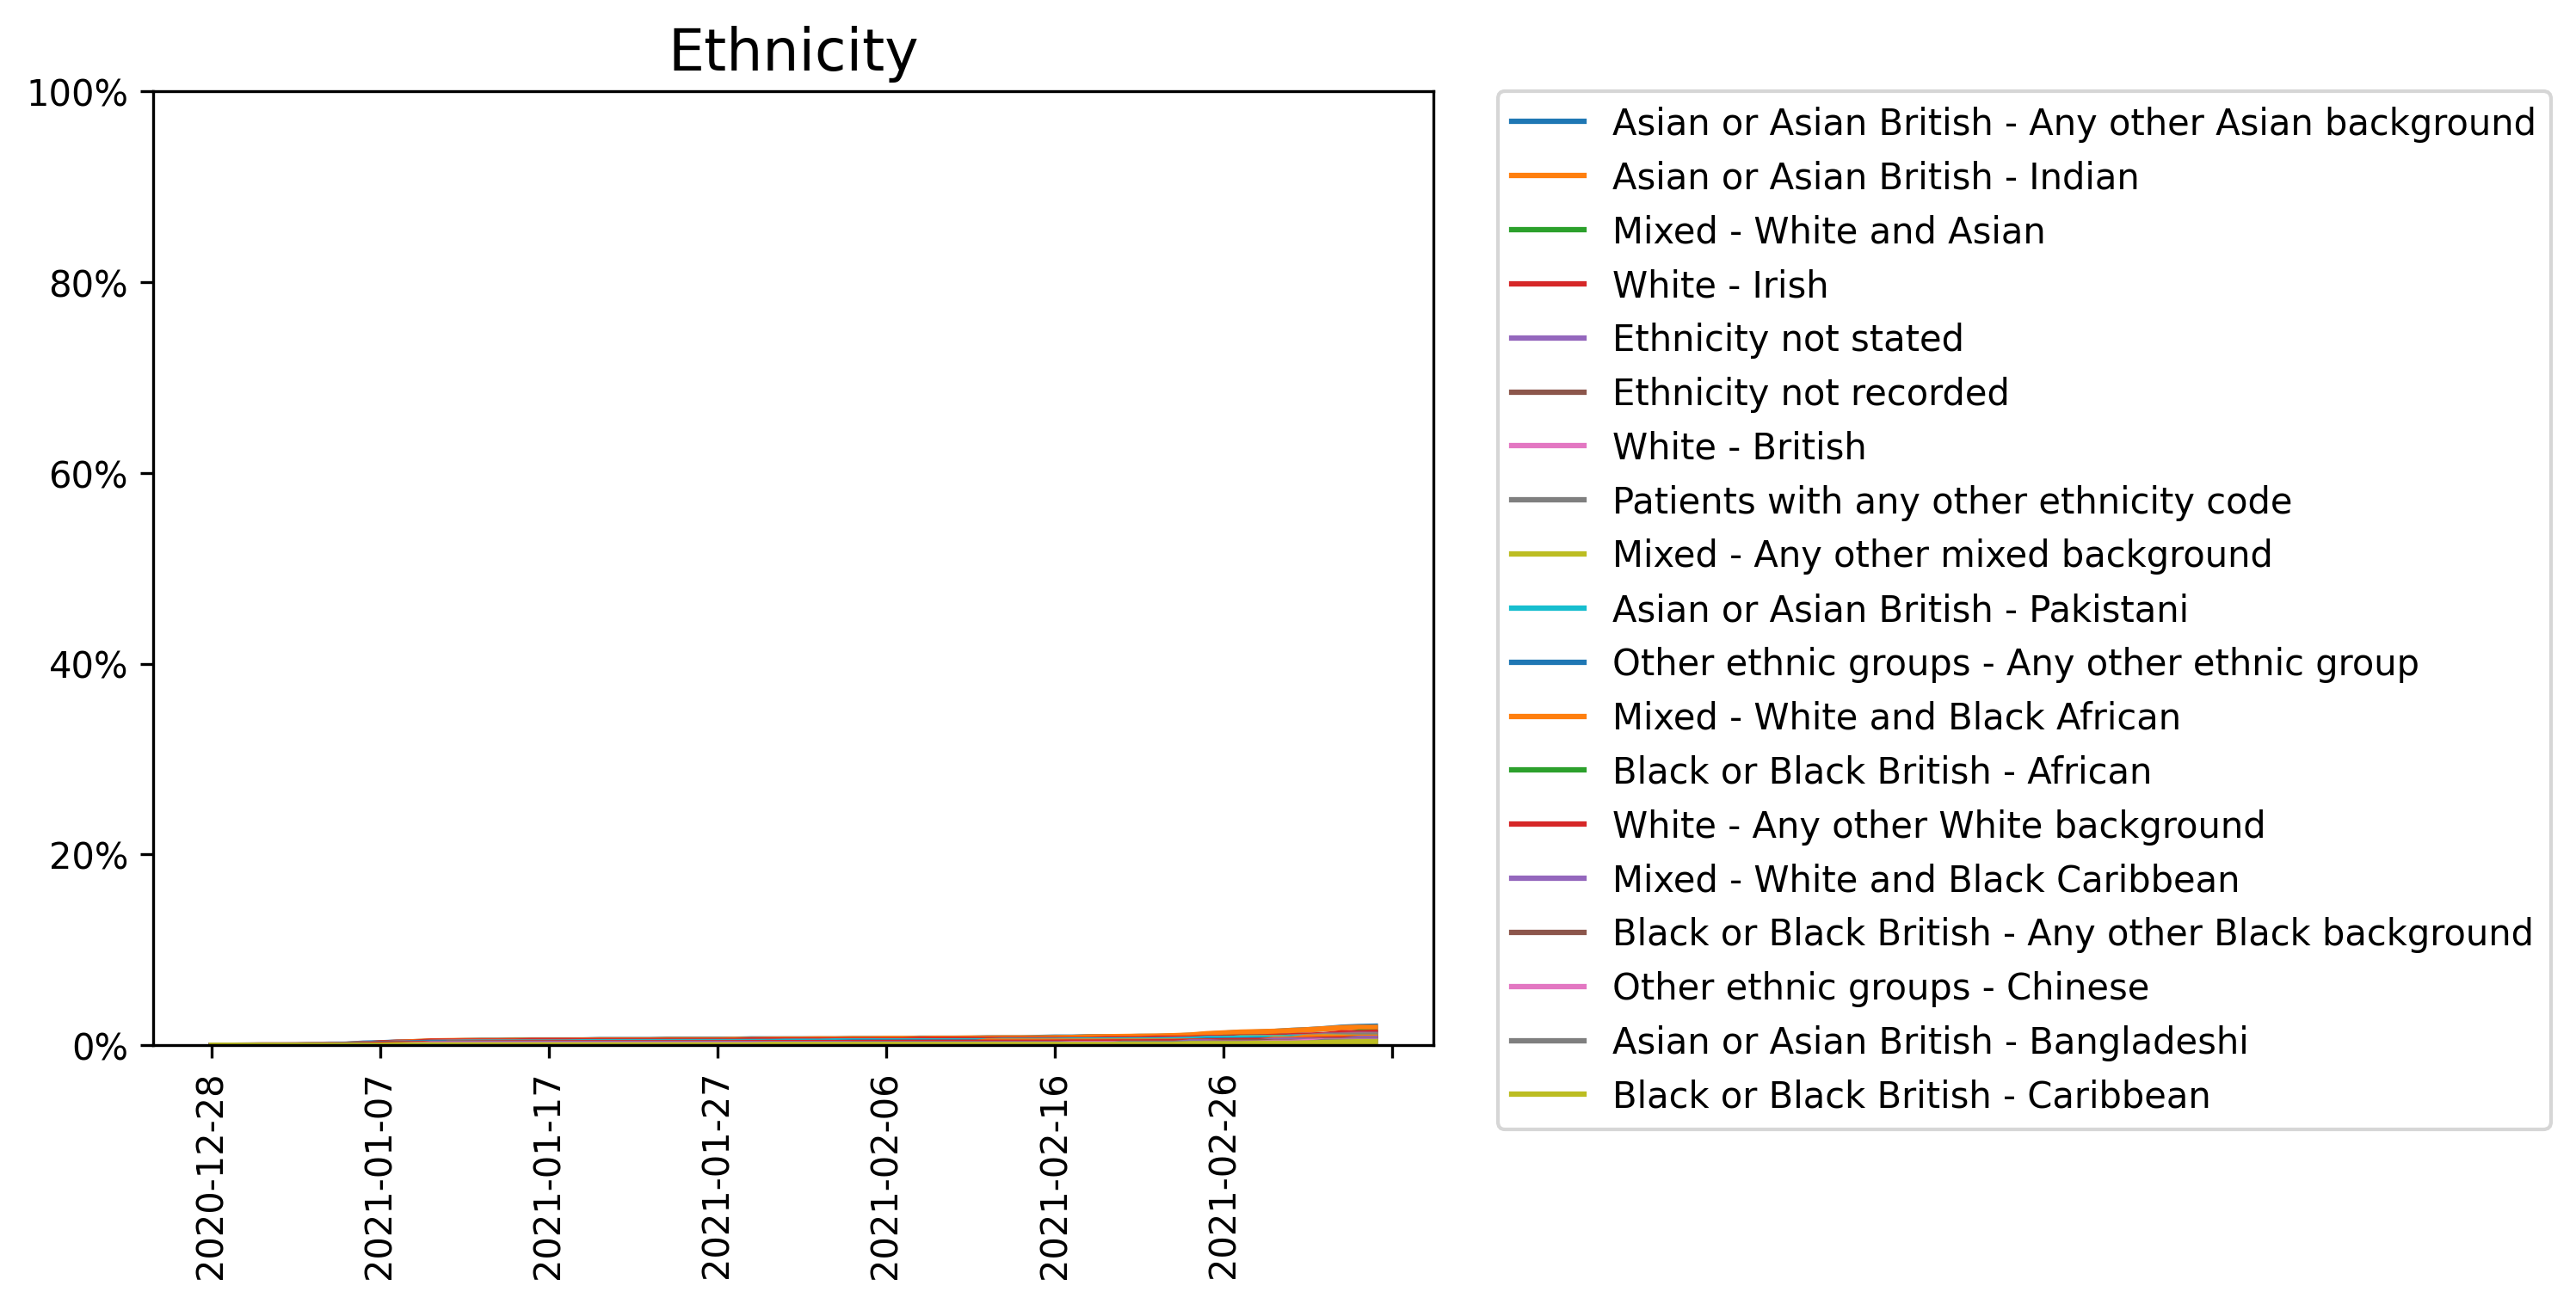 Ethnicity
100%
80%
60%
40%
20%
0%
2020-12-28
2021-01-07
2021-01-17
2021-01-27
2021-02-06
2021-02-16
2021-02-26
Asian or Asian British - Any other Asian background
Asian or Asian British - Indian
Mixed - White and Asian
White - Irish
Ethnicity not stated
Ethnicity not recorded
White - British
Patients with any other ethnicity code
Mixed - Any other mixed background
Asian or Asian British - Pakistani
Other ethnic groups - Any other ethnic group
Mixed - White and Black African
Black or Black British - African
White - Any other White background
Mixed - White and Black Caribbean
Black or Black British - Any other Black background
Other ethnic groups - Chinese
Asian or Asian British - Bangladeshi
Black or Black British - Caribbean